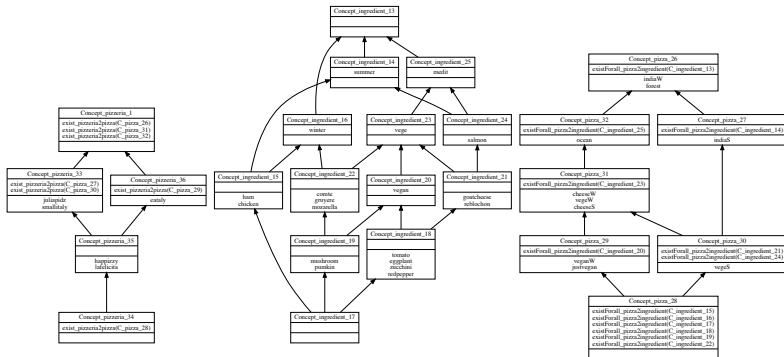 Concept_ingredient_13
Concept_ingredient_14
summer
Concept_ingredient_25
medit
Concept_ingredient_16
winter
Concept_ingredient_23
vege
Concept_ingredient_24
salmon
Concept_ingredient_15
ham
chicken
Concept_ingredient_22
comte
gruyere
mozarella
Concept_ingredient_20
vegan
Concept_ingredient_21
goatcheese
reblochon
Concept_ingredient_19
mushroom
pumkin
Concept_ingredient_18
tomato
eggplant
zucchini
redpepper
Concept_ingredient_17
Concept_pizzeria_1
exist_pizzeria2pizza(C_pizza_26)
exist_pizzeria2pizza(C_pizza_31)
exist_pizzeria2pizza(C_pizza_32)
Concept_pizzeria_33
exist_pizzeria2pizza(C_pizza_27)
exist_pizzeria2pizza(C_pizza_30)
juliapidz
smallitaly
Concept_pizzeria_36
exist_pizzeria2pizza(C_pizza_29)
eataly
Concept_pizzeria_35
happizzy
lafelicita
Concept_pizzeria_34
exist_pizzeria2pizza(C_pizza_28)
Concept_pizza_26
existForall_pizza2ingredient(C_ingredient_13)
indiaW
forest
Concept_pizza_32
existForall_pizza2ingredient(C_ingredient_25)
ocean
Concept_pizza_27
existForall_pizza2ingredient(C_ingredient_14)
indiaS
Concept_pizza_31
existForall_pizza2ingredient(C_ingredient_23)
cheeseW
vegeW
cheeseS
Concept_pizza_29
existForall_pizza2ingredient(C_ingredient_20)
veganW
justvegan
Concept_pizza_30
existForall_pizza2ingredient(C_ingredient_21)
existForall_pizza2ingredient(C_ingredient_24)
vegeS
Concept_pizza_28
existForall_pizza2ingredient(C_ingredient_15)
existForall_pizza2ingredient(C_ingredient_16)
existForall_pizza2ingredient(C_ingredient_17)
existForall_pizza2ingredient(C_ingredient_18)
existForall_pizza2ingredient(C_ingredient_19)
existForall_pizza2ingredient(C_ingredient_22)